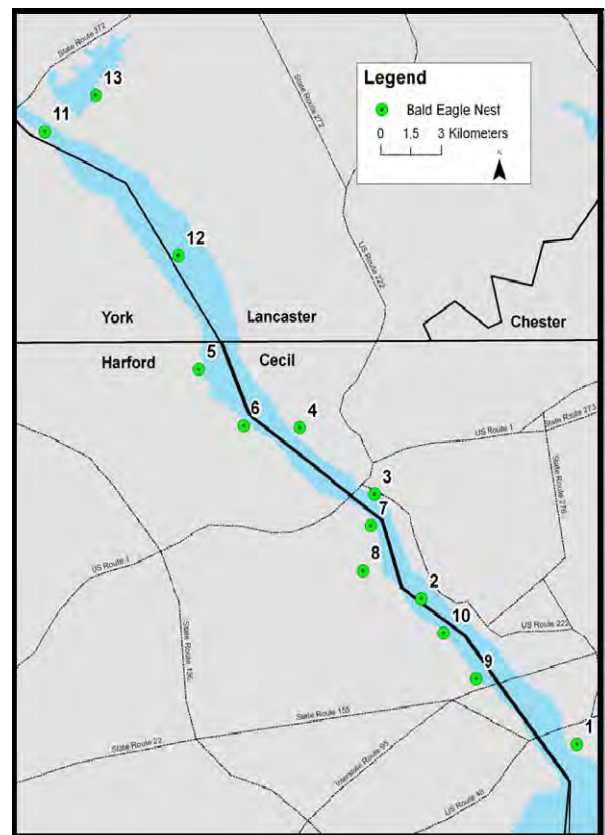 State Route 372
13
11
Legend
Bald Eagle Nest
0 1.5 3 Kilometers
N
State Route 272
12
US Route 222
York
Lancaster
Chester
Harford
Cecil
5
6
4
State Route 273
US Route 1
3
State Route 276
7
8
US Route 1
2
10
US Route 222
State Route 136
9
State Route 155
1
State Route 22
Interstate Route 95
US Route 40